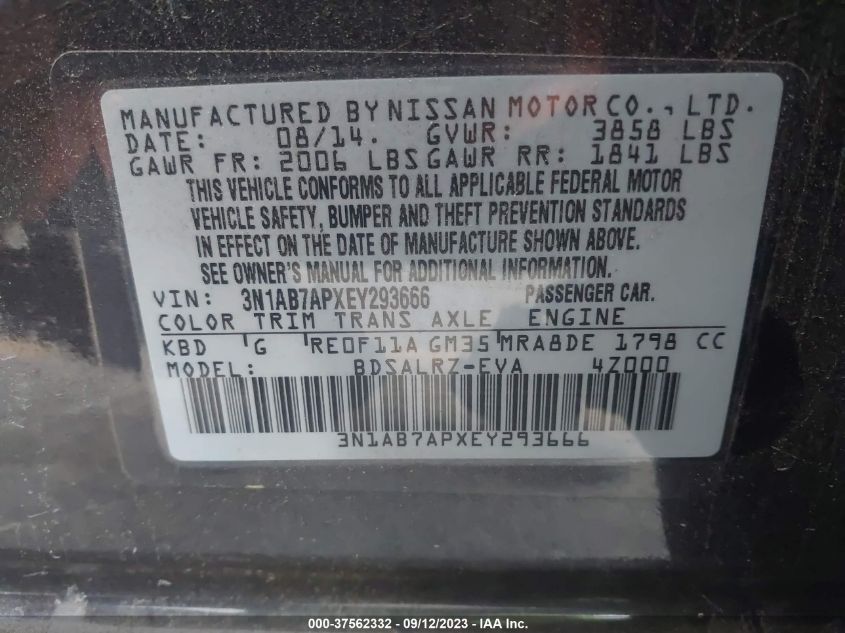 MANUFACTURED BY NISSAN MOTOR CO., LTD.
DATE: 08/14. GVWR: 3858 LBS
GAWR FR: 2006 LBS GAWR RR: 1841 LBS
THIS VEHICLE CONFORMS TO ALL APPLICABLE FEDERAL MOTOR
VEHICLE SAFETY, BUMPER AND THEFT PREVENTION STANDARDS
IN EFFECT ON THE DATE OF MANUFACTURE SHOWN ABOVE.
SEE OWNER'S MANUAL FOR ADDITIONAL INFORMATION.
VIN: 3N1AB7APXEY293666 PASSENGER CAR.
COLOR TRIM TRANS AXLE ENGINE
KBD G RE0F11A GM35 MRA8DE 1798 CC
MODEL: BDSALRZ-EVA 4Z000
3N1AB7APXEY293666
000-37562332 - 09/12/2023 - © IAA, Inc.